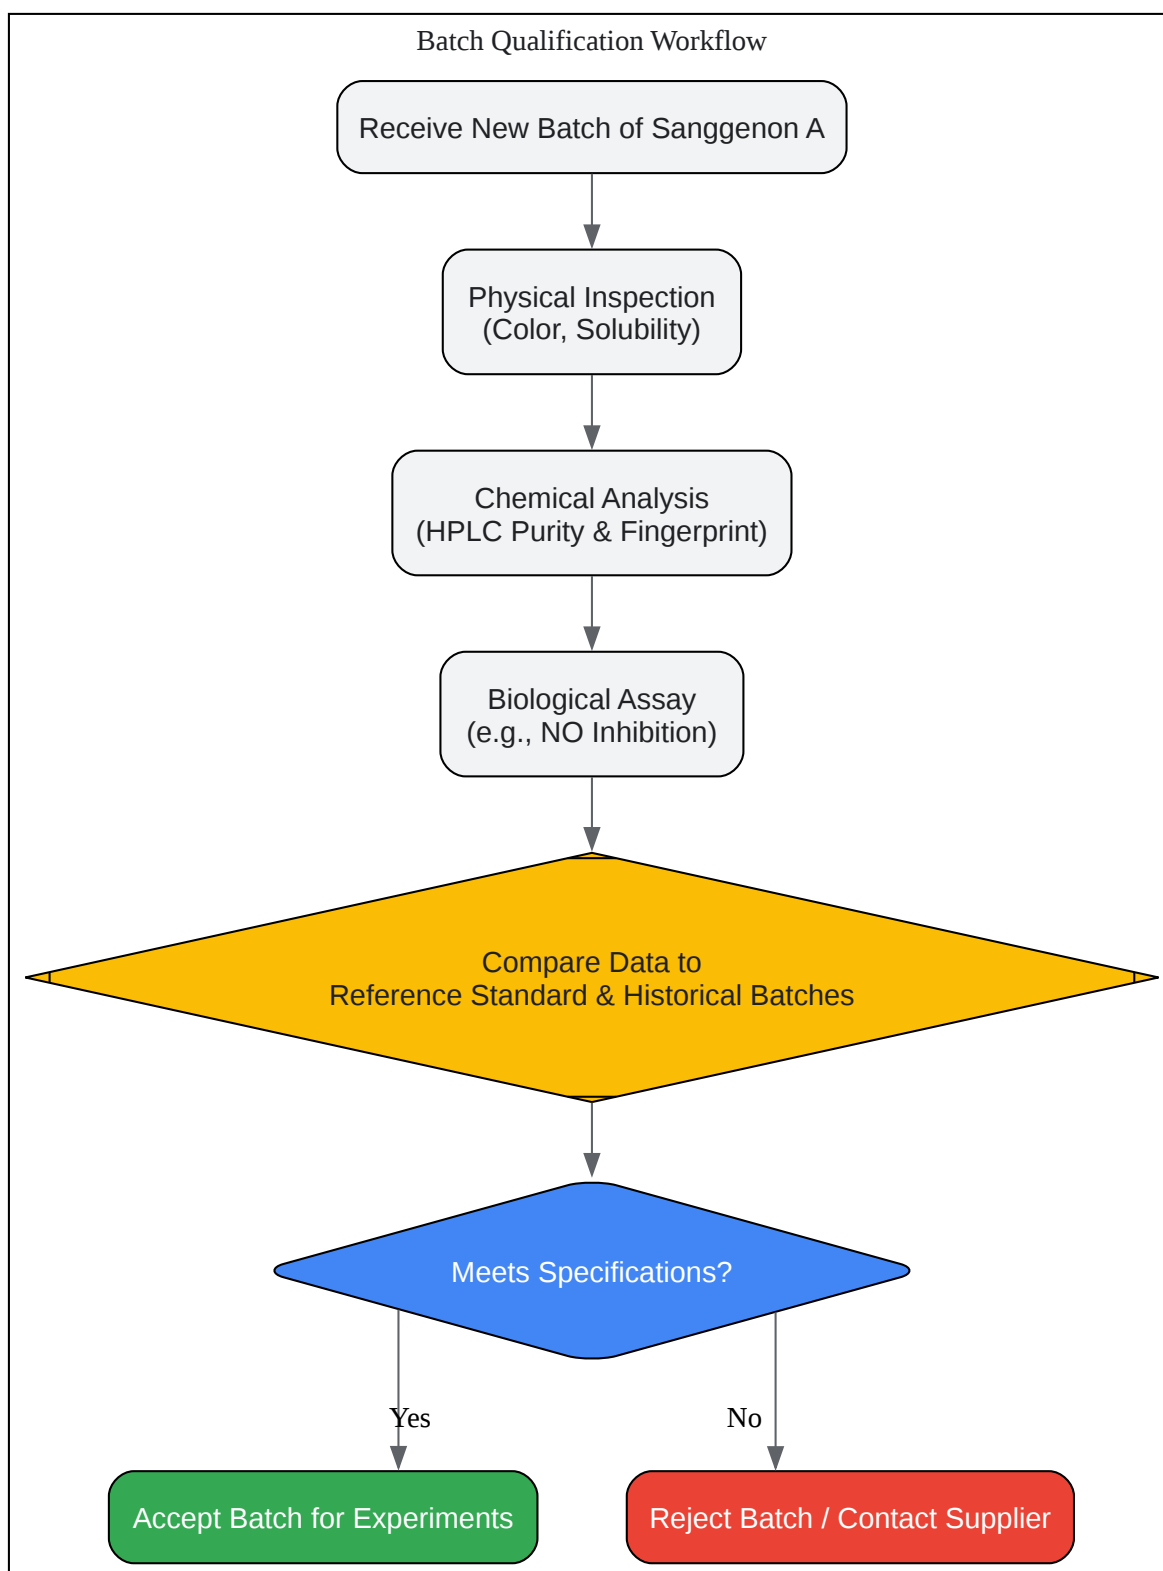 Batch Qualification Workflow
Receive New Batch of Sanggenon A
Physical Inspection
(Color, Solubility)
Chemical Analysis
(HPLC Purity & Fingerprint)
Biological Assay
(e.g., NO Inhibition)
Compare Data to
Reference Standard & Historical Batches
Meets Specifications?
Yes
No
Accept Batch for Experiments
Reject Batch / Contact Supplier